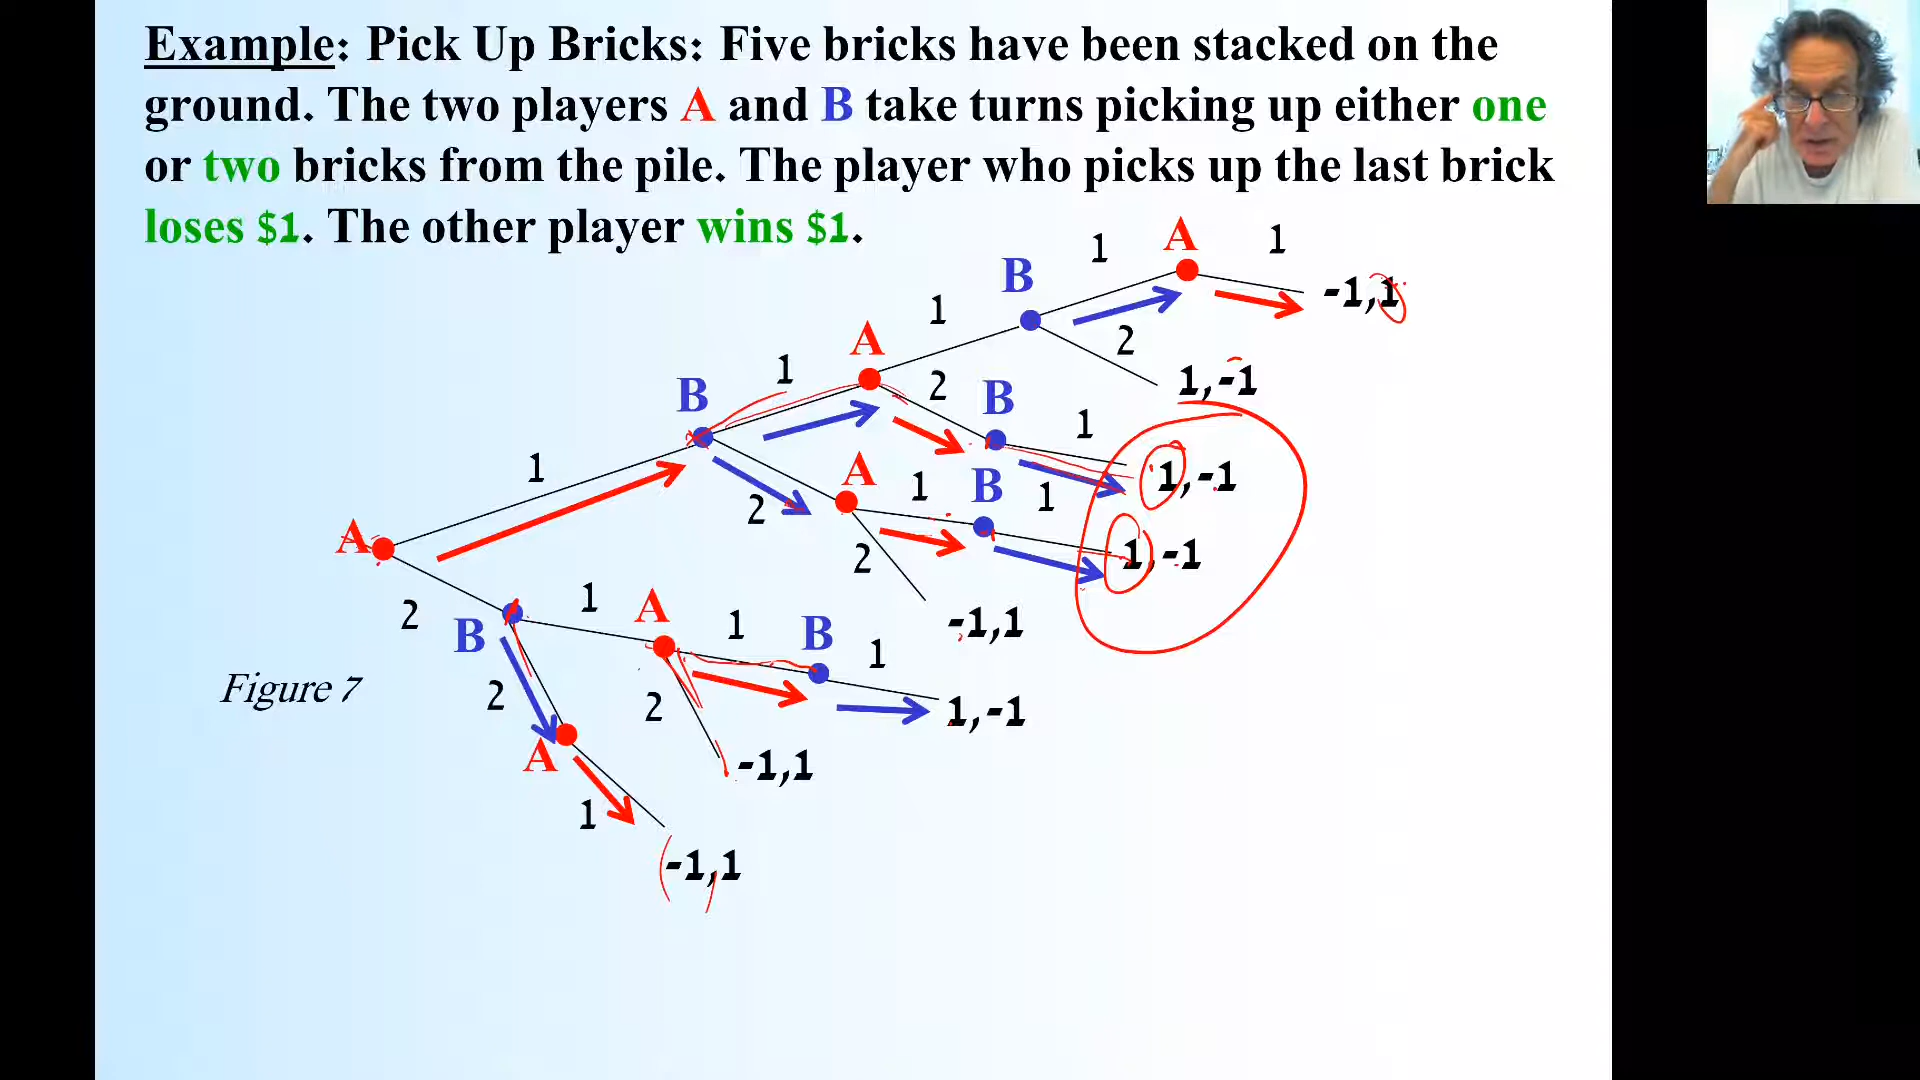 Example: Pick Up Bricks: Five bricks have been stacked on the
ground. The two players A and B take turns picking up either one
or two bricks from the pile. The player who picks up the last brick
loses $1. The other player wins $1.
A
1
1
B
1
-1,1
A
1
2
B
1
2
B
1
1,-1
1
A
1
B
1
1,-1
2
A
2
1,-1
2
B
1
A
1
B
1
-1,1
Figure 7
2
2
1,-1
A
-1,1
1
-1,1